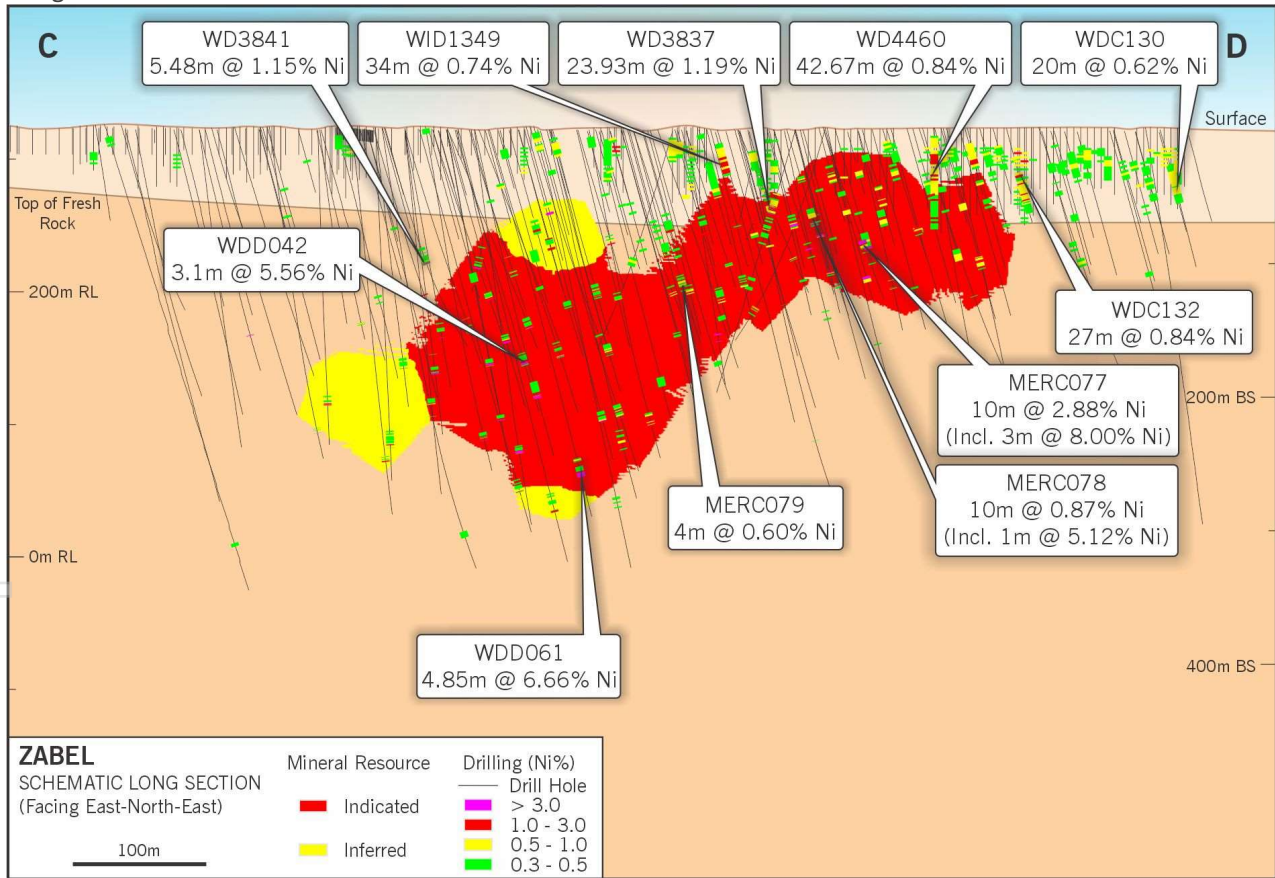 C
D
WD3841
5.48m @ 1.15% Ni
WID1349
34m @ 0.74% Ni
WD3837
23.93m @ 1.19% Ni
WD4460
42.67m @ 0.84% Ni
WDC130
20m @ 0.62% Ni
Surface
Top of Fresh
Rock
WDD042
3.1m @ 5.56% Ni
200m RL
WDC132
27m @ 0.84% Ni
MERC077
10m @ 2.88% Ni
(Incl. 3m @ 8.00% Ni)
200m BS
MERC078
10m @ 0.87% Ni
(Incl. 1m @ 5.12% Ni)
MERC079
4m @ 0.60% Ni
0m RL
WDD061
4.85m @ 6.66% Ni
400m BS
ZABEL
SCHEMATIC LONG SECTION
(Facing East-North-East)
100m
Mineral Resource
Indicated
Inferred
Drilling (Ni%)
Drill Hole
> 3.0
1.0 - 3.0
0.5 - 1.0
0.3 - 0.5